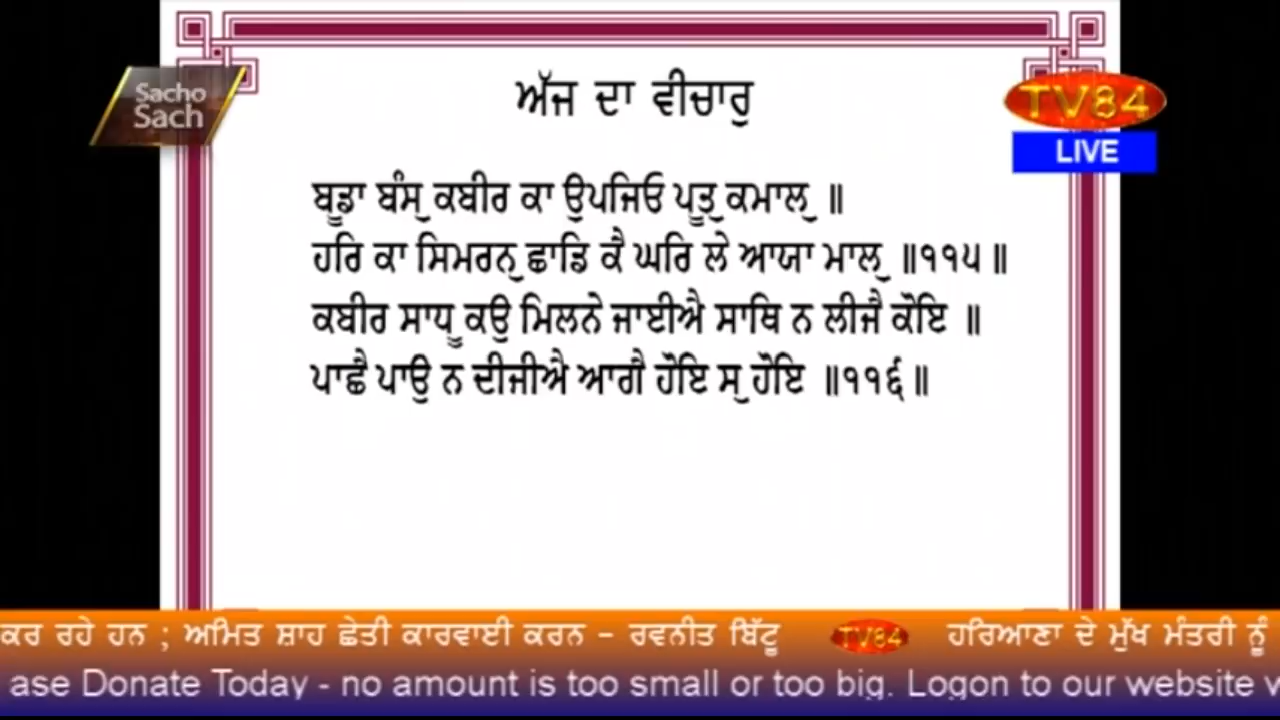 Sacho
Sach
ਅੱਜ ਦਾ ਵੀਚਾਰੁ
TV84
LIVE
ਬੂਡਾ ਬੰਸੁ ਕਬੀਰ ਕਾ ਉਪਜਿਓ ਪੂਤੁ ਕਮਾਲੁ ॥
ਹਰਿ ਕਾ ਸਿਮਰਨੁ ਛਾਡਿ ਕੈ ਘਰਿ ਲੇ ਆਯਾ ਮਾਲੁ ॥੧੧੫॥
ਕਬੀਰ ਸਾਧੂ ਕਉ ਮਿਲਨੇ ਜਾਈਐ ਸਾਥਿ ਨ ਲੀਜੈ ਕੋਇ ॥
ਪਾਛੈ ਪਾਉ ਨ ਦੀਜੀਐ ਆਗੈ ਹੋਇ ਸੁ ਹੋਇ ॥੧੧੬॥
ਕਰ ਰਹੇ ਹਨ ; ਅਮਿਤ ਸ਼ਾਹ ਛੇਤੀ ਕਾਰਵਾਈ ਕਰਨ - ਰਵਨੀਤ ਬਿੱਟੂ TV84 ਹਰਿਆਣਾ ਦੇ ਮੁੱਖ ਮੰਤਰੀ ਨੂੰ
ase Donate Today - no amount is too small or too big. Logon to our website